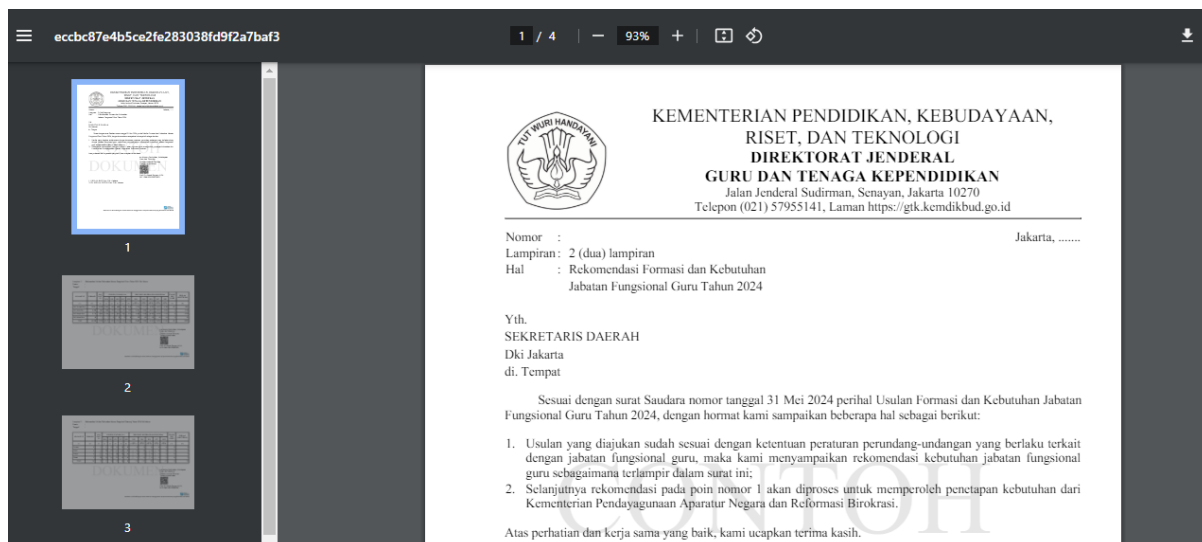 eccbc87e4b5ce2fe283038fd9f2a7baf3
1 / 4
93%
1
2
3
TUT WURI HANDAYANI
KEMENTERIAN PENDIDIKAN, KEBUDAYAAN,
RISET, DAN TEKNOLOGI
DIREKTORAT JENDERAL
GURU DAN TENAGA KEPENDIDIKAN
Jalan Jenderal Sudirman, Senayan, Jakarta 10270
Telepon (021) 57955141, Laman https://gtk.kemdikbud.go.id
Nomor : Jakarta, .......
Lampiran : 2 (dua) lampiran
Hal : Rekomendasi Formasi dan Kebutuhan
Jabatan Fungsional Guru Tahun 2024
Yth.
SEKRETARIS DAERAH
Dki Jakarta
di. Tempat
Sesuai dengan surat Saudara nomor tanggal 31 Mei 2024 perihal Usulan Formasi dan Kebutuhan Jabatan
Fungsional Guru Tahun 2024, dengan hormat kami sampaikan beberapa hal sebagai berikut:
1. Usulan yang diajukan sudah sesuai dengan ketentuan peraturan perundang-undangan yang berlaku terkait
dengan jabatan fungsional guru, maka kami menyampaikan rekomendasi kebutuhan jabatan fungsional
guru sebagaimana terlampir dalam surat ini;
2. Selanjutnya rekomendasi pada poin nomor 1 akan diproses untuk memperoleh penetapan kebutuhan dari
Kementerian Pendayagunaan Aparatur Negara dan Reformasi Birokrasi.
CONTOH
Atas perhatian dan kerja sama yang baik, kami ucapkan terima kasih.